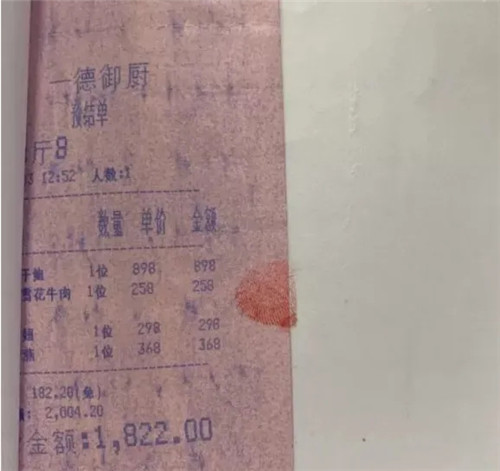 一德御厨
预结单
厅8
3 12:52 人数:1
数量 单价 金额
1位 898 898
雪花牛肉 1位 258 258
1位 298 298
1位 368 368
182.20(免)
: 2,004.20
金额:1,822.00